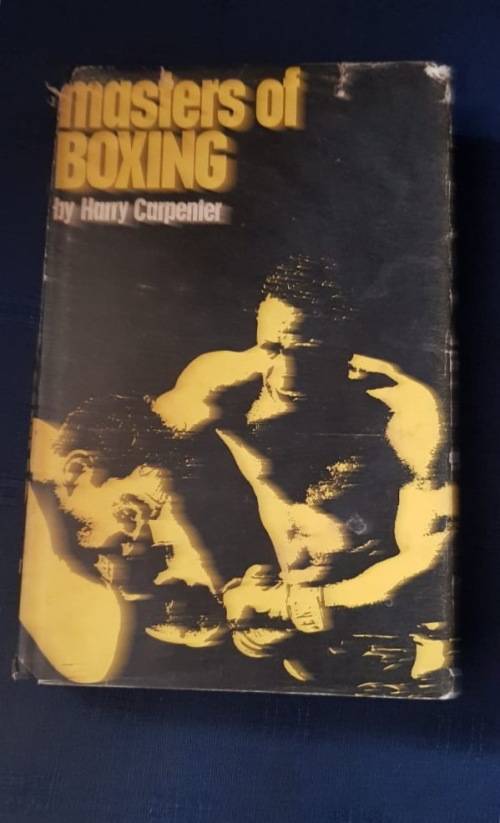 masters of
BOXING
by Harry Carpenter